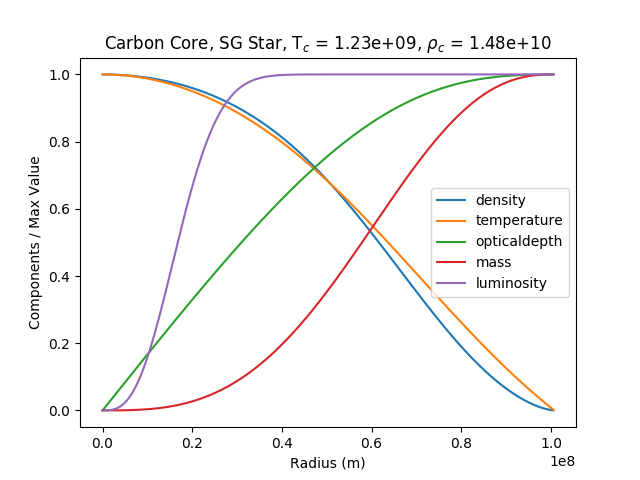 Carbon Core, SG Star, T_c = 1.23e+09, ρ_c = 1.48e+10
1.0
0.8
0.6
0.4
0.2
0.0
Components / Max Value
density
temperature
opticaldepth
mass
luminosity
0.0 0.2 0.4 0.6 0.8 1.0
1e8
Radius (m)